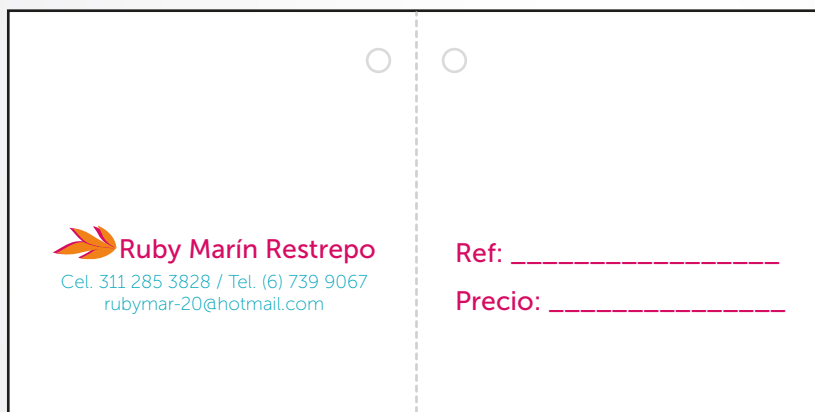 Ruby Marín Restrepo
Cel. 311 285 3828 / Tel. (6) 739 9067
rubymar-20@hotmail.com
Ref: _________________
Precio: _______________